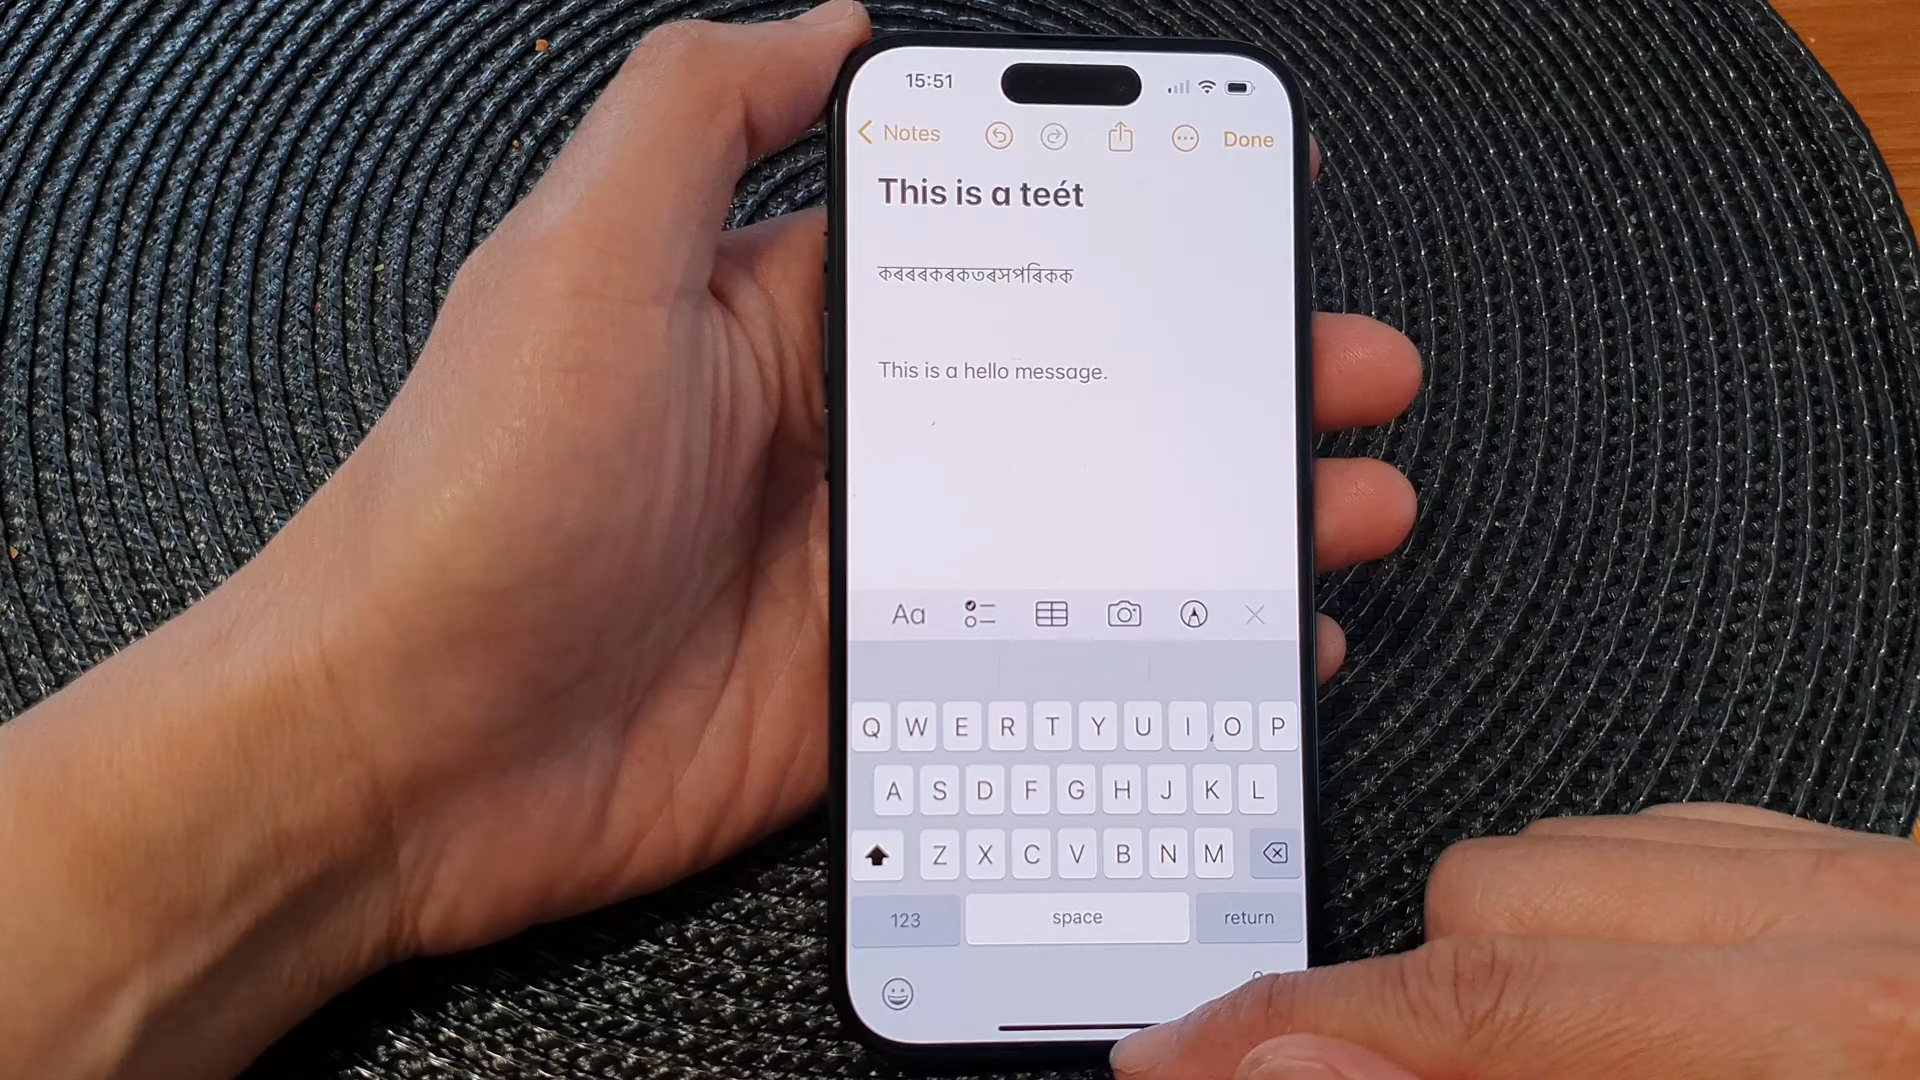 15:51
Notes
Done
This is a teét
কৰৰৰকৰকতৰসপৰিকক
This is a hello message.
Aa
Q W E R T Y U I O P
A S D F G H J K L
Z X C V B N M
123 space return